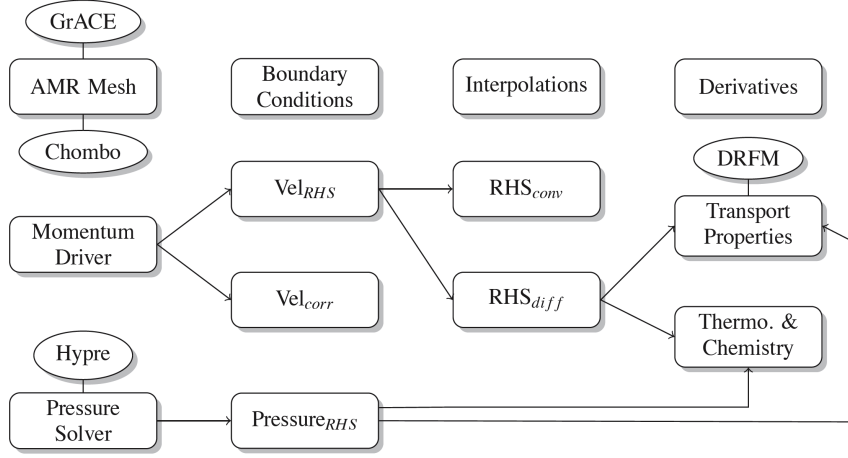 GrACE
AMR Mesh
Boundary
Conditions
Interpolations
Derivatives
Chombo
DRFM
Vel_RHS
RHS_conv
Transport
Properties
Momentum
Driver
Vel_corr
RHS_diff
Thermo. &
Chemistry
Hypre
Pressure
Solver
Pressure_RHS